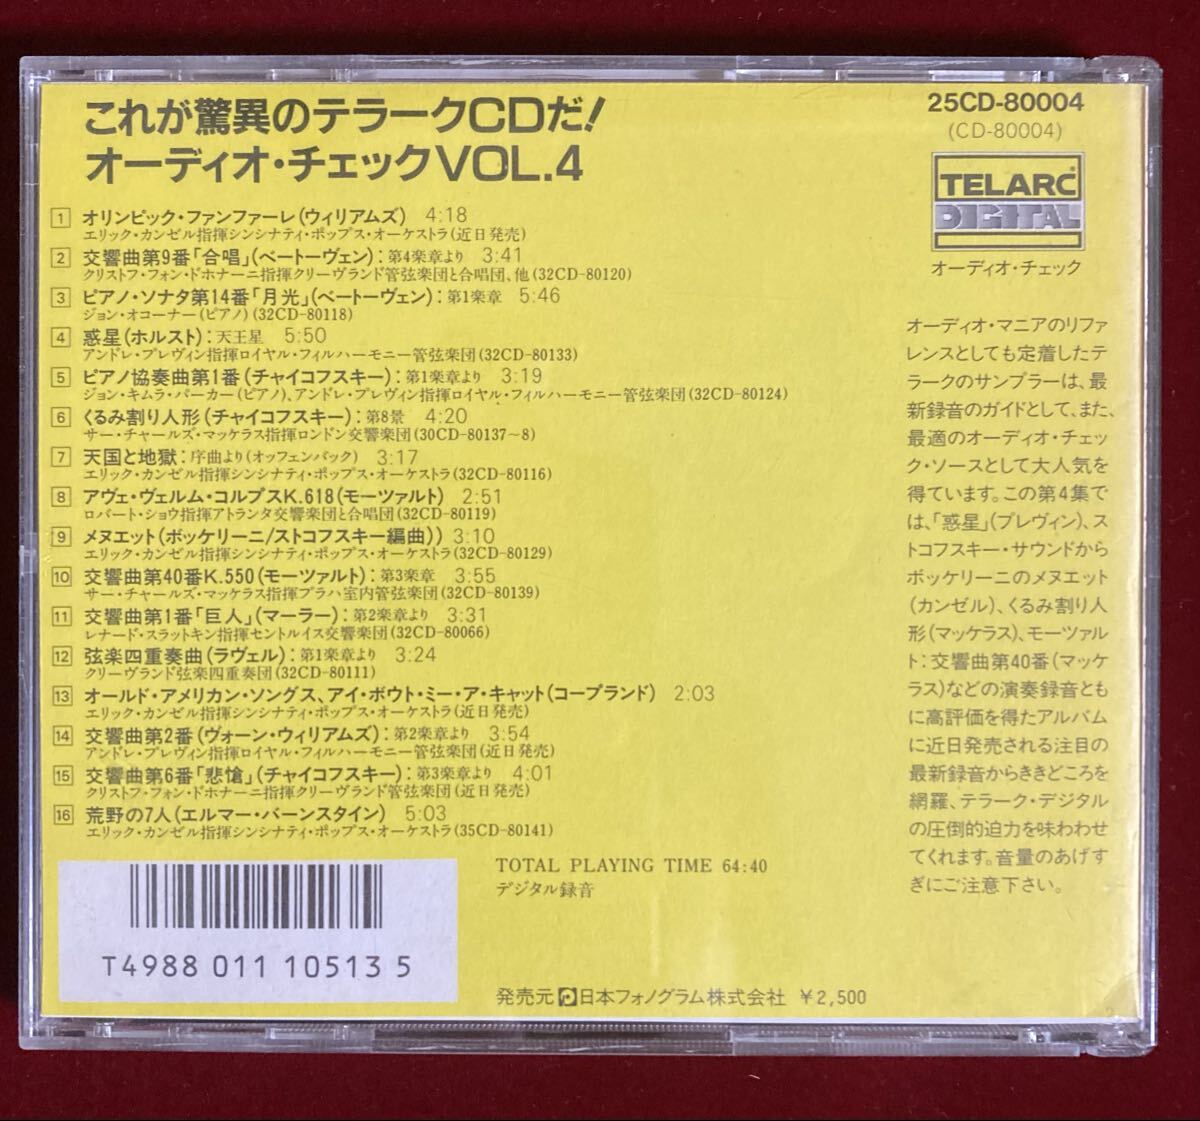 これが驚異のテラークCDだ!
オーディオ・チェックVOL.4
1 オリンピック・ファンファーレ(ウィリアムズ) 4:18
エリック・カンゼル指揮シンシナティ・ポップス・オーケストラ(近日発売)
2 交響曲第9番「合唱」(ベートーヴェン):第4楽章より 3:41
クリストフ・フォン・ドホナーニ指揮クリーヴランド管弦楽団と合唱団、他(32CD-80120)
3 ピアノ・ソナタ第14番「月光」(ベートーヴェン):第1楽章 5:46
ジョン・オコーナー(ピアノ)(32CD-80118)
4 惑星(ホルスト):天王星 5:50
アンドレ・プレヴィン指揮ロイヤル・フィルハーモニー管弦楽団(32CD-80133)
5 ピアノ協奏曲第1番(チャイコフスキー):第1楽章より 3:19
ジョン・キムラ・パーカー(ピアノ)、アンドレ・プレヴィン指揮ロイヤル・フィルハーモニー管弦楽団(32CD-80124)
6 くるみ割り人形(チャイコフスキー):第8景 4:20
サー・チャールズ・マッケラス指揮ロンドン交響楽団(30CD-80137~8)
7 天国と地獄:序曲より(オッフェンバック) 3:17
エリック・カンゼル指揮シンシナティ・ポップス・オーケストラ(32CD-80116)
8 アヴェ・ヴェルム・コルプスK.618(モーツァルト) 2:51
ロバート・ショウ指揮アトランタ交響楽団と合唱団(32CD-80119)
9 メヌエット(ボッケリーニ/ストコフスキー編曲)) 3:10
エリック・カンゼル指揮シンシナティ・ポップス・オーケストラ(32CD-80129)
10 交響曲第40番K.550(モーツァルト):第3楽章 3:55
サー・チャールズ・マッケラス指揮プラハ室内管弦楽団(32CD-80139)
11 交響曲第1番「巨人」(マーラー):第2楽章より 3:31
レナード・スラットキン指揮セントルイス交響楽団(32CD-80066)
12 弦楽四重奏曲(ラヴェル):第1楽章より 3:24
クリーヴランド弦楽四重奏団(32CD-80111)
13 オールド・アメリカン・ソングス、アイ・ボウト・ミー・ア・キャット(コープランド) 2:03
エリック・カンゼル指揮シンシナティ・ポップス・オーケストラ(近日発売)
14 交響曲第2番(ヴォーン・ウィリアムズ):第2楽章より 3:54
アンドレ・プレヴィン指揮ロイヤル・フィルハーモニー管弦楽団(近日発売)
15 交響曲第6番「悲愴」(チャイコフスキー):第3楽章より 4:01
クリストフ・フォン・ドホナーニ指揮クリーヴランド管弦楽団(近日発売)
16 荒野の7人(エルマー・バーンスタイン) 5:03
エリック・カンゼル指揮シンシナティ・ポップス・オーケストラ(35CD-80141)
TOTAL PLAYING TIME 64:40
デジタル録音
T4988 011 10513 5
発売元 日本フォノグラム株式会社 ¥2,500
25CD-80004
(CD-80004)
TELARC
DIGITAL
オーディオ・チェック
オーディオ・マニアのリファ
レンスとしても定着したテ
ラークのサンプラーは、最
新録音のガイドとして、また、
最適のオーディオ・チェッ
ク・ソースとして大人気を
得ています。この第4集で
は、「惑星」(プレヴィン)、ス
トコフスキー・サウンドから
ボッケリーニのメヌエット
(カンゼル)、くるみ割り人
形(マッケラス)、モーツァル
ト:交響曲第40番(マッケ
ラス)などの演奏録音とも
に高評価を得たアルバム
に近日発売される注目の
最新録音からききどころを
網羅、テラーク・デジタル
の圧倒的迫力を味わわせ
てくれます。音量のあげす
ぎにご注意下さい。